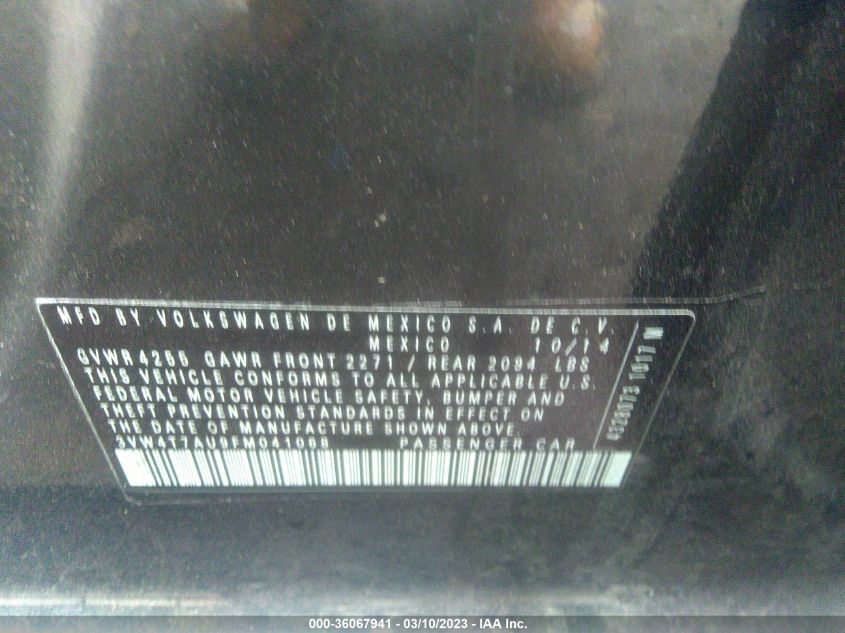 MFD BY VOLKSWAGEN DE MEXICO S.A. DE C.V.
MEXICO 10/14
GVWR 4255 GAWR FRONT 2271 / REAR 2094 LBS
THIS VEHICLE CONFORMS TO ALL APPLICABLE U.S.
FEDERAL MOTOR VEHICLE SAFETY, BUMPER AND
THEFT PREVENTION STANDARDS IN EFFECT ON
THE DATE OF MANUFACTURE SHOWN ABOVE.
3VW4T7AU9FM041068 PASSENGER CAR
1017 M
000-36067941 - 03/10/2023 - IAA Inc.